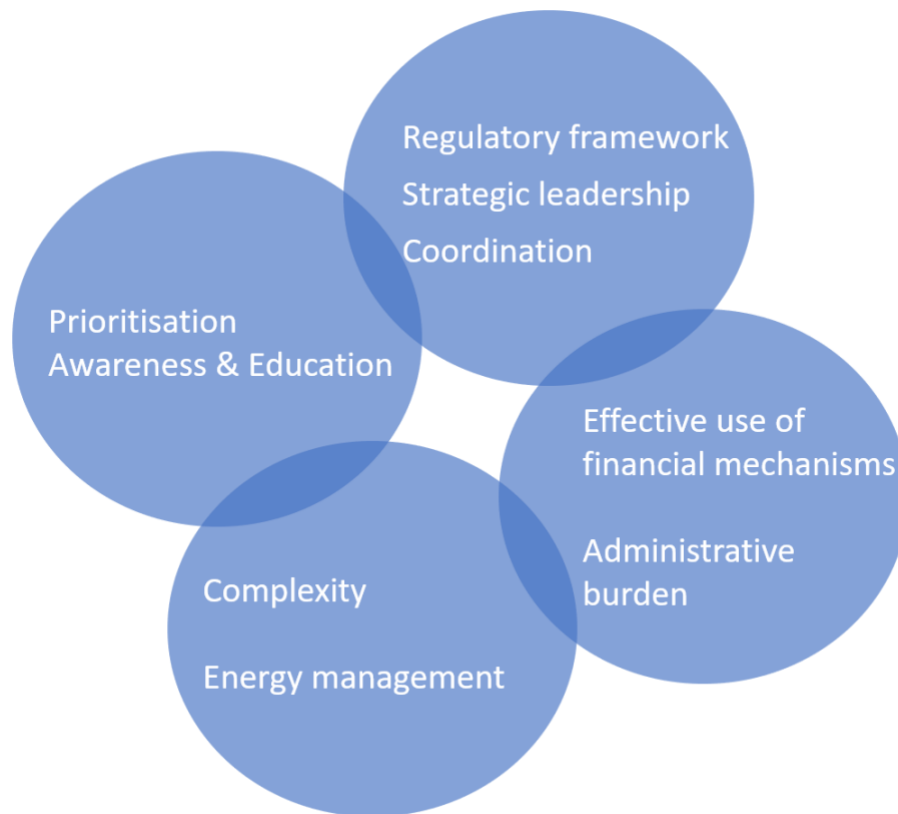 Regulatory framework
Strategic leadership
Coordination
Prioritisation
Awareness & Education
Effective use of
financial mechanisms
Administrative
burden
Complexity
Energy management